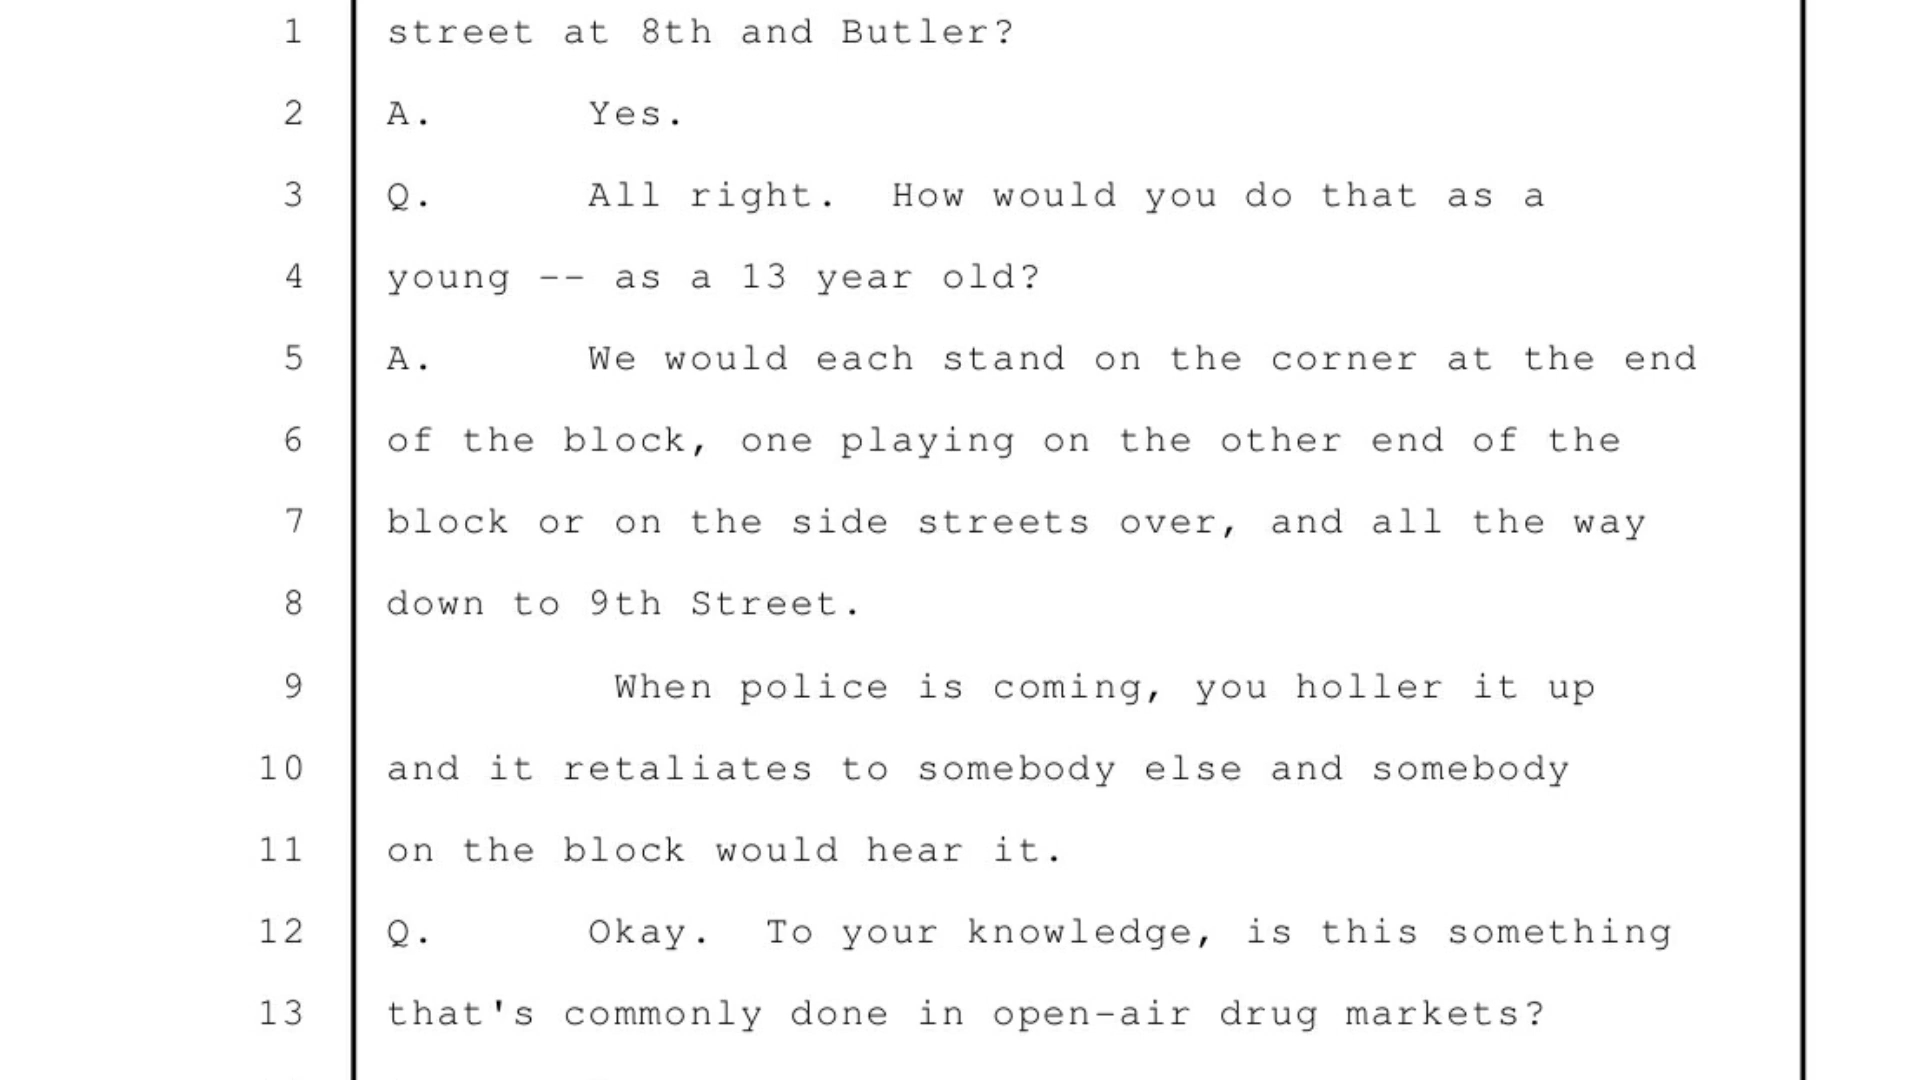 1 street at 8th and Butler?
2 A. Yes.
3 Q. All right. How would you do that as a
4 young -- as a 13 year old?
5 A. We would each stand on the corner at the end
6 of the block, one playing on the other end of the
7 block or on the side streets over, and all the way
8 down to 9th Street.
9 When police is coming, you holler it up
10 and it retaliates to somebody else and somebody
11 on the block would hear it.
12 Q. Okay. To your knowledge, is this something
13 that's commonly done in open-air drug markets?